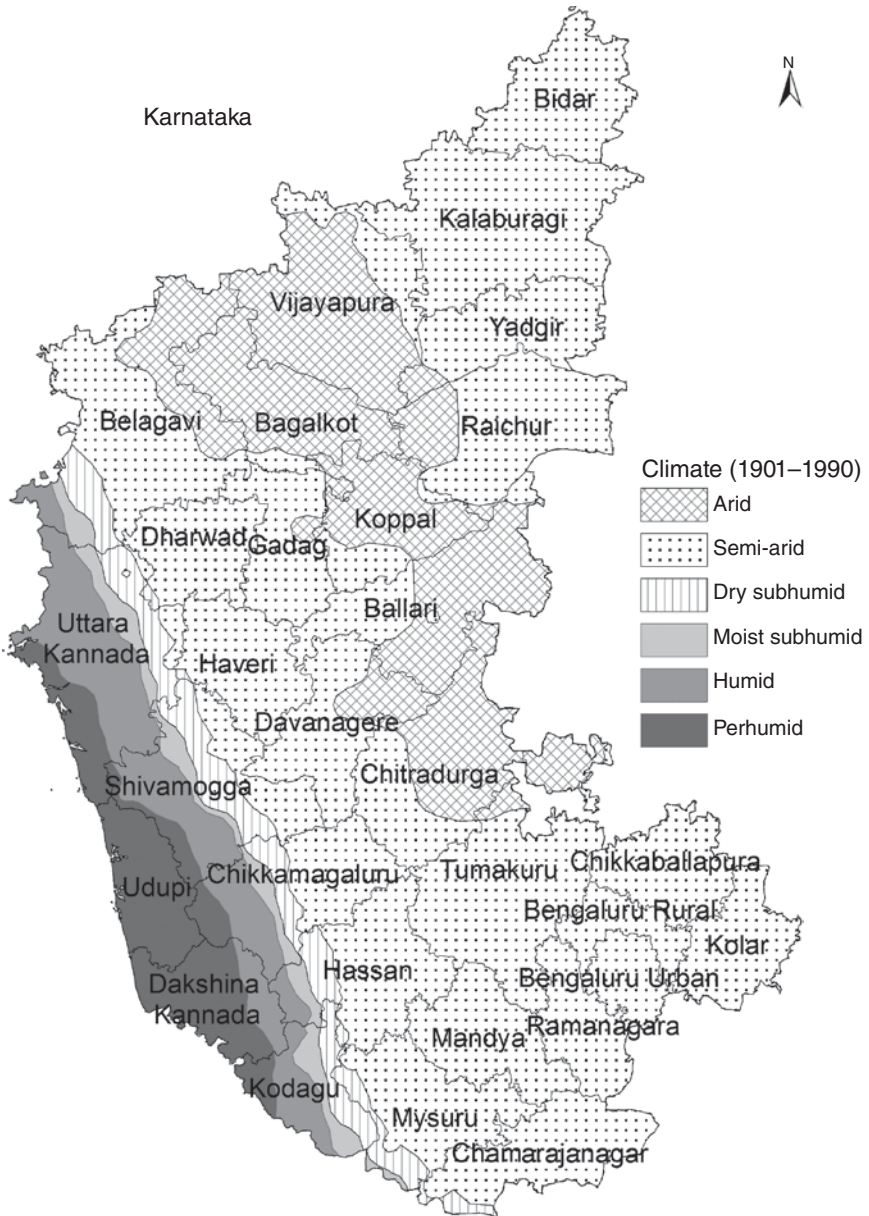 N
Karnataka
Bidar
Kalaburagi
Vijayapura
Yadgir
Belagavi
Bagalkot
Raichur
Climate (1901–1990)
Arid
Semi-arid
Dry subhumid
Moist subhumid
Humid
Perhumid
Koppal
Dharwad
Gadag
Ballari
Uttara
Kannada
Haveri
Davanagere
Chitradurga
Shivamogga
Chikkamagaluru
Tumakuru
Chikkaballapura
Udupi
Bengaluru Rural
Kolar
Hassan
Bengaluru Urban
Dakshina
Kannada
Mandya
Ramanagara
Kodagu
Mysuru
Chamarajanagar